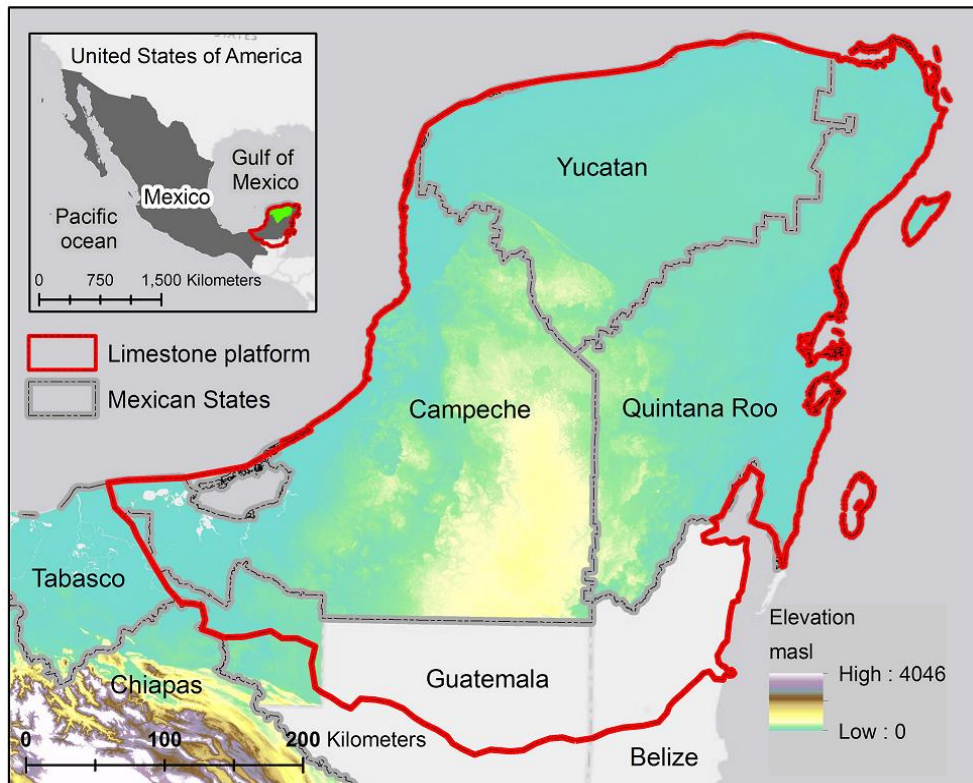 United States of America
Gulf of
Mexico
Mexico
Pacific
ocean
0 750 1,500 Kilometers
Limestone platform
Mexican States
Yucatan
Campeche
Quintana Roo
Tabasco
Chiapas
Guatemala
Belize
Elevation
masl
High : 4046
Low : 0
0 100 200 Kilometers